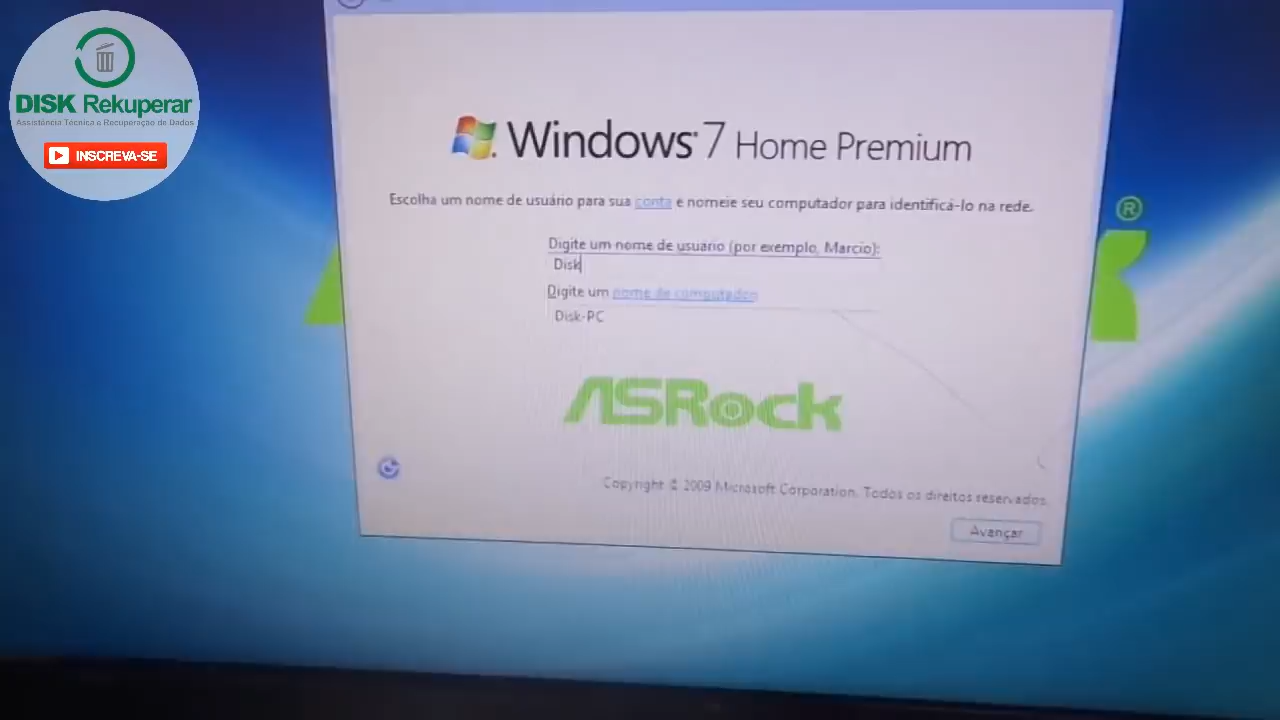 DISK Rekuperar
Assistência Técnica e Recuperação de Dados
INSCREVA-SE
Windows 7 Home Premium
Escolha um nome de usuário para sua conta e nomeie seu computador para identificá-lo na rede.
®
Digite um nome de usuário (por exemplo, Marcio):
Disk
Digite um nome de computador:
Disk-PC
ASRock
Copyright © 2009 Microsoft Corporation. Todos os direitos reservados.
Avançar